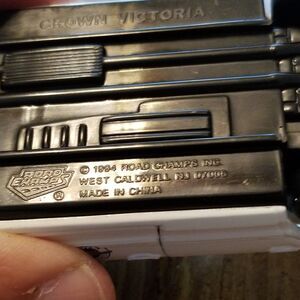 CROWN VICTORIA
ROAD CHAMPS ®
© 1994 ROAD CHAMPS INC.
WEST CALDWELL NJ 07006
MADE IN CHINA